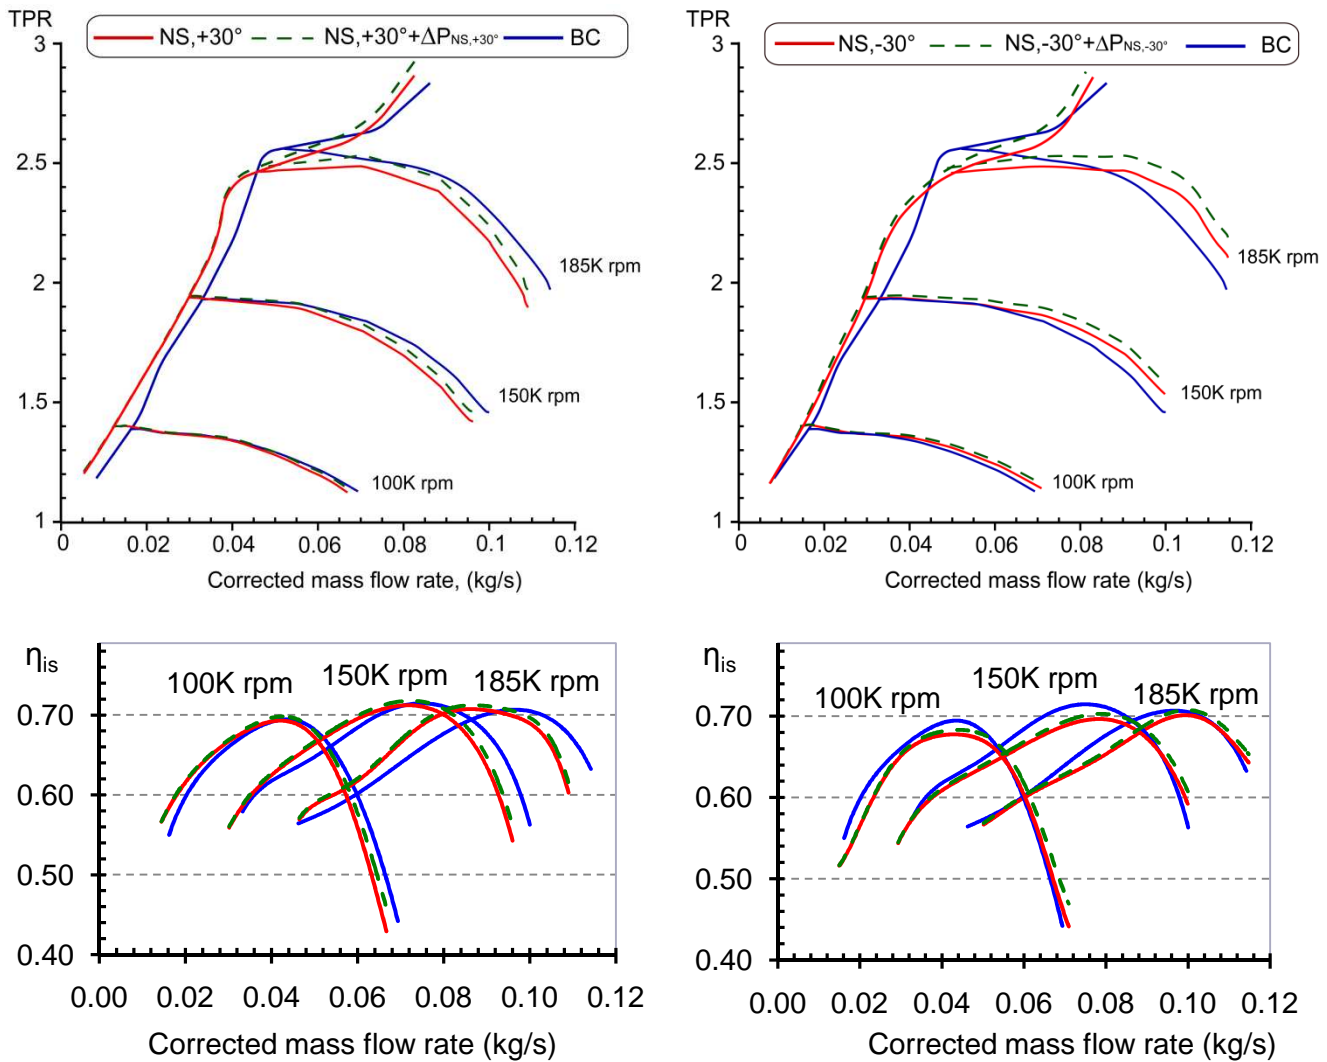 TPR
NS,+30° NS,+30°+ΔPNS,+30° BC
3
2.5
2
1.5
1
185K rpm
150K rpm
100K rpm
0 0.02 0.04 0.06 0.08 0.1 0.12
Corrected mass flow rate, (kg/s)
TPR
NS,-30° NS,-30°+ΔPNS,-30° BC
3
2.5
2
1.5
1
185K rpm
150K rpm
100K rpm
0 0.02 0.04 0.06 0.08 0.1 0.12
Corrected mass flow rate, (kg/s)
ηis
100K rpm 150K rpm 185K rpm
0.70
0.60
0.50
0.40
0.00 0.02 0.04 0.06 0.08 0.10 0.12
Corrected mass flow rate (kg/s)
ηis
100K rpm 150K rpm 185K rpm
0.70
0.60
0.50
0.40
0.00 0.02 0.04 0.06 0.08 0.10 0.12
Corrected mass flow rate (kg/s)